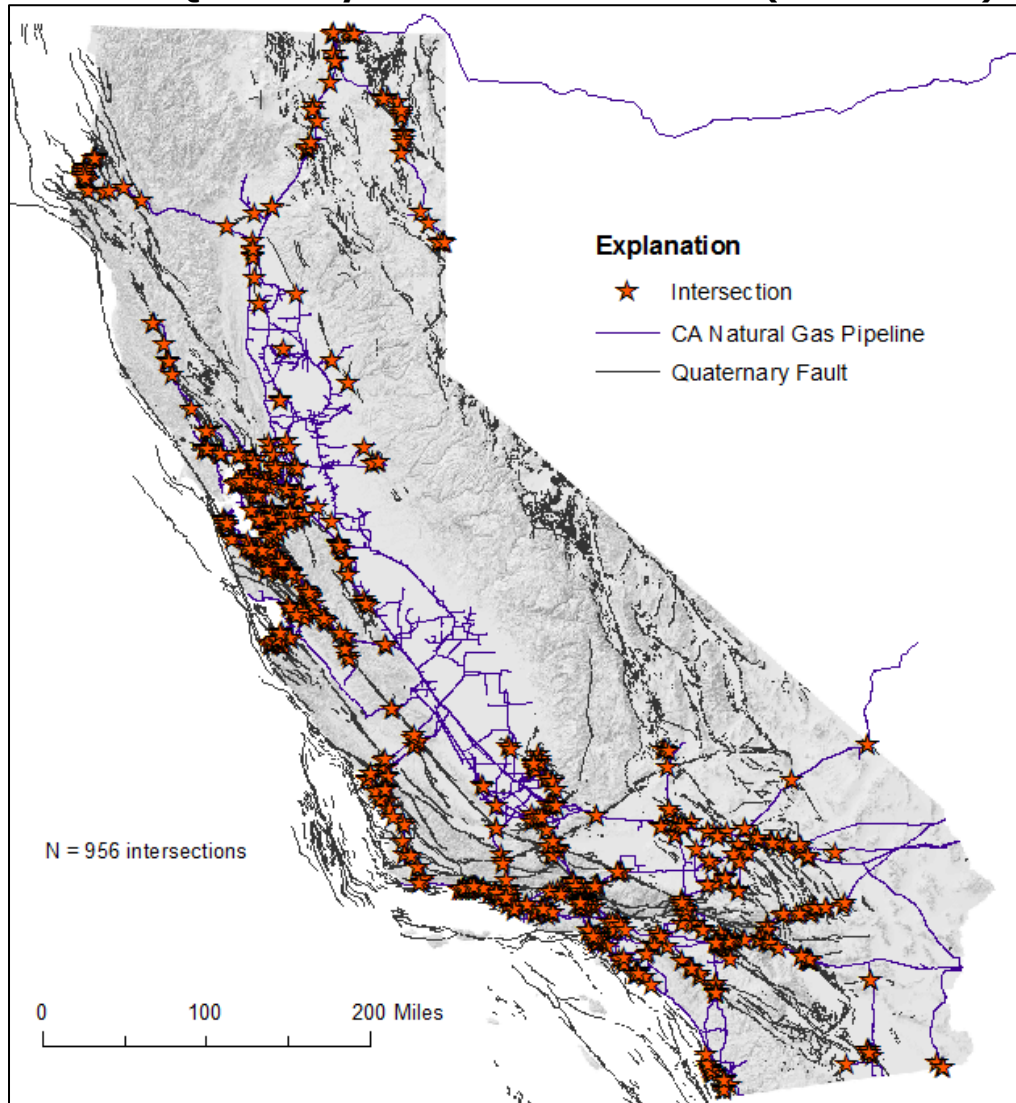 Explanation
Intersection
CA Natural Gas Pipeline
Quaternary Fault
N = 956 intersections
0 100 200 Miles